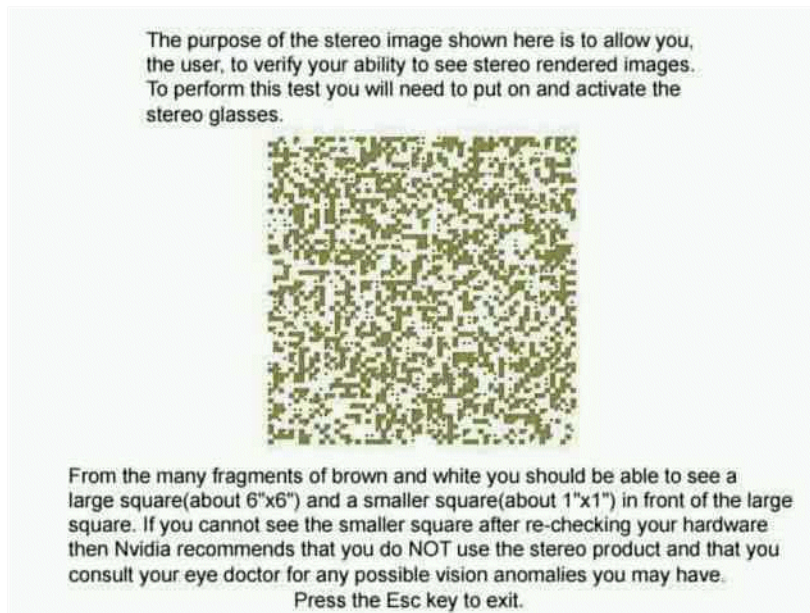 The purpose of the stereo image shown here is to allow you,
the user, to verify your ability to see stereo rendered images.
To perform this test you will need to put on and activate the
stereo glasses.
From the many fragments of brown and white you should be able to see a
large square(about 6"x6") and a smaller square(about 1"x1") in front of the large
square. If you cannot see the smaller square after re-checking your hardware
then Nvidia recommends that you do NOT use the stereo product and that you
consult your eye doctor for any possible vision anomalies you may have.
Press the Esc key to exit.